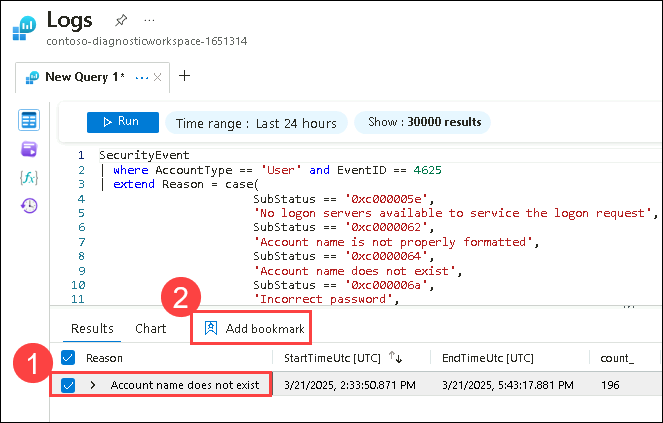 Logs
contoso-diagnosticworkspace-1651314
New Query 1* ··· × +
Run Time range : Last 24 hours Show : 30000 results
1 SecurityEvent
2 | where AccountType == 'User' and EventID == 4625
3 | extend Reason = case(
4 SubStatus == '0xc000005e',
5 'No logon servers available to service the logon request',
6 SubStatus == '0xc0000062',
7 'Account name is not properly formatted',
8 SubStatus == '0xc0000064',
9 'Account name does not exist',
10 SubStatus == '0xc000006a',
11 'Incorrect password',
2
Results Chart Add bookmark
1
Reason StartTimeUtc [UTC] EndTimeUtc [UTC] count_
Account name does not exist 3/21/2025, 2:33:50.871 PM 3/21/2025, 5:43:17.881 PM 196